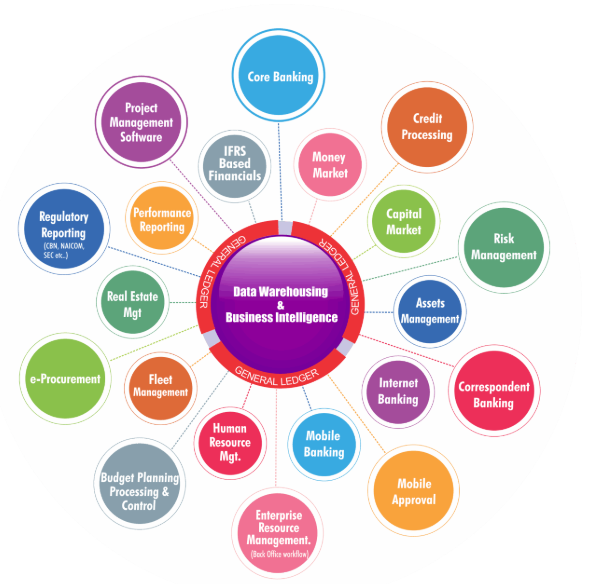 Core Banking
Project
Management
Software
Credit
Processing
IFRS
Based
Financials
Money
Market
Regulatory
Reporting
(CBN, NAICOM,
SEC etc..)
Performance
Reporting
Capital
Market
Risk
Management
GENERAL LEDGER
GENERAL LEDGER
Data Warehousing
&
Business Intelligence
GENERAL LEDGER
Real Estate
Mgt
Assets
Management
e-Procurement
Fleet
Management
Internet
Banking
Correspondent
Banking
Human
Resource
Mgt.
Mobile
Banking
Budget Planning
Processing &
Control
Mobile
Approval
Enterprise
Resource
Management.
(Back Office workflow)